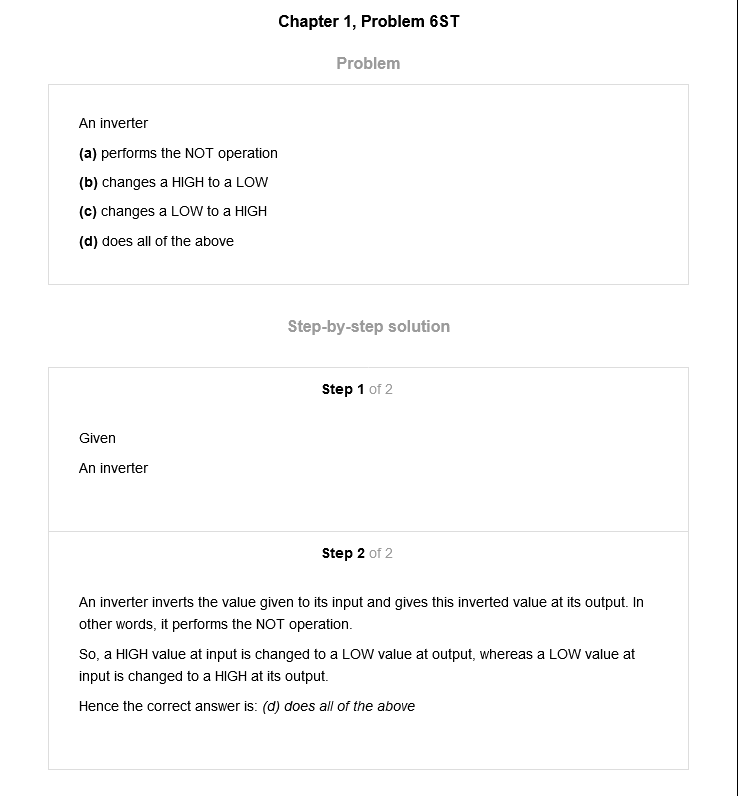 Chapter 1, Problem 6ST
Problem
An inverter
(a) performs the NOT operation
(b) changes a HIGH to a LOW
(c) changes a LOW to a HIGH
(d) does all of the above
Step-by-step solution
Step 1 of 2
Given
An inverter
Step 2 of 2
An inverter inverts the value given to its input and gives this inverted value at its output. In
other words, it performs the NOT operation.
So, a HIGH value at input is changed to a LOW value at output, whereas a LOW value at
input is changed to a HIGH at its output.
Hence the correct answer is: (d) does all of the above